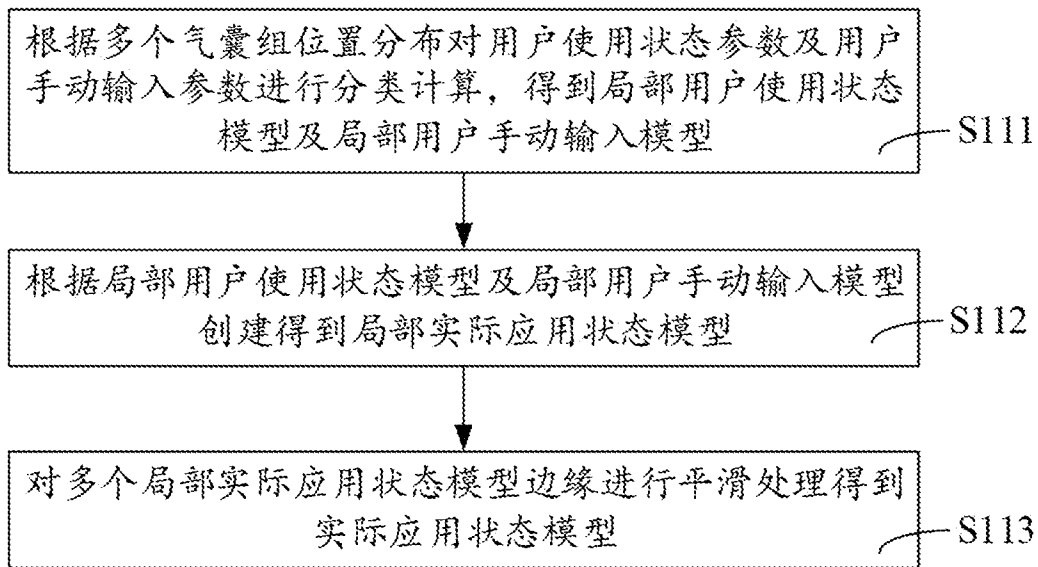 根据多个气囊组位置分布对用户使用状态参数及用户
手动输入参数进行分类计算，得到局部用户使用状态
模型及局部用户手动输入模型
S111
根据局部用户使用状态模型及局部用户手动输入模型
创建得到局部实际应用状态模型
S112
对多个局部实际应用状态模型边缘进行平滑处理得到
实际应用状态模型
S113